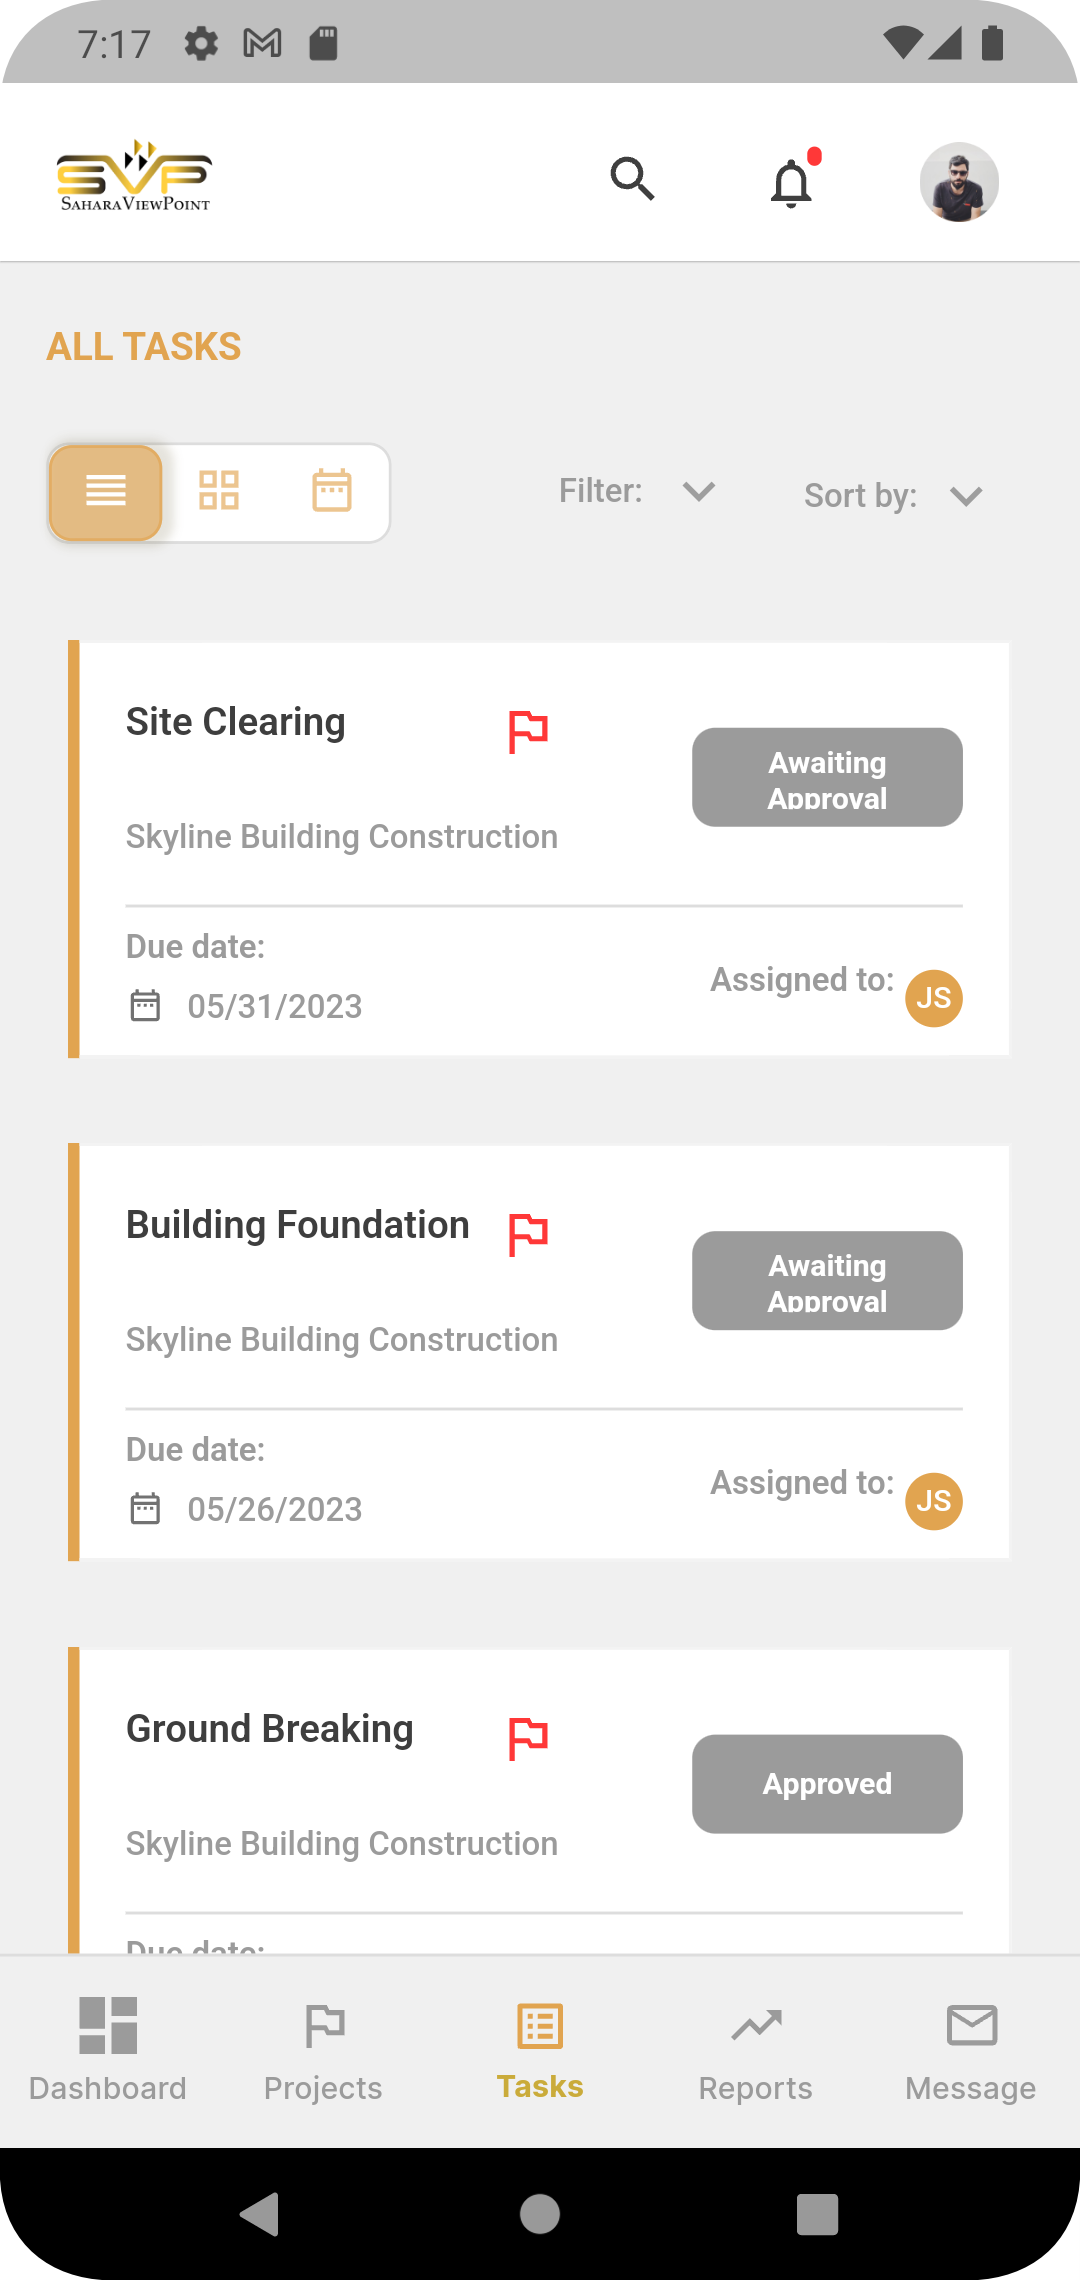 7:17
SVP
SAHARAVIEWPOINT
ALL TASKS
Filter:
Sort by:
Site Clearing
Awaiting
Approval
Skyline Building Construction
Due date:
05/31/2023
Assigned to:
JS
Building Foundation
Awaiting
Approval
Skyline Building Construction
Due date:
05/26/2023
Assigned to:
JS
Ground Breaking
Approved
Skyline Building Construction
Due date:
Dashboard
Projects
Tasks
Reports
Message